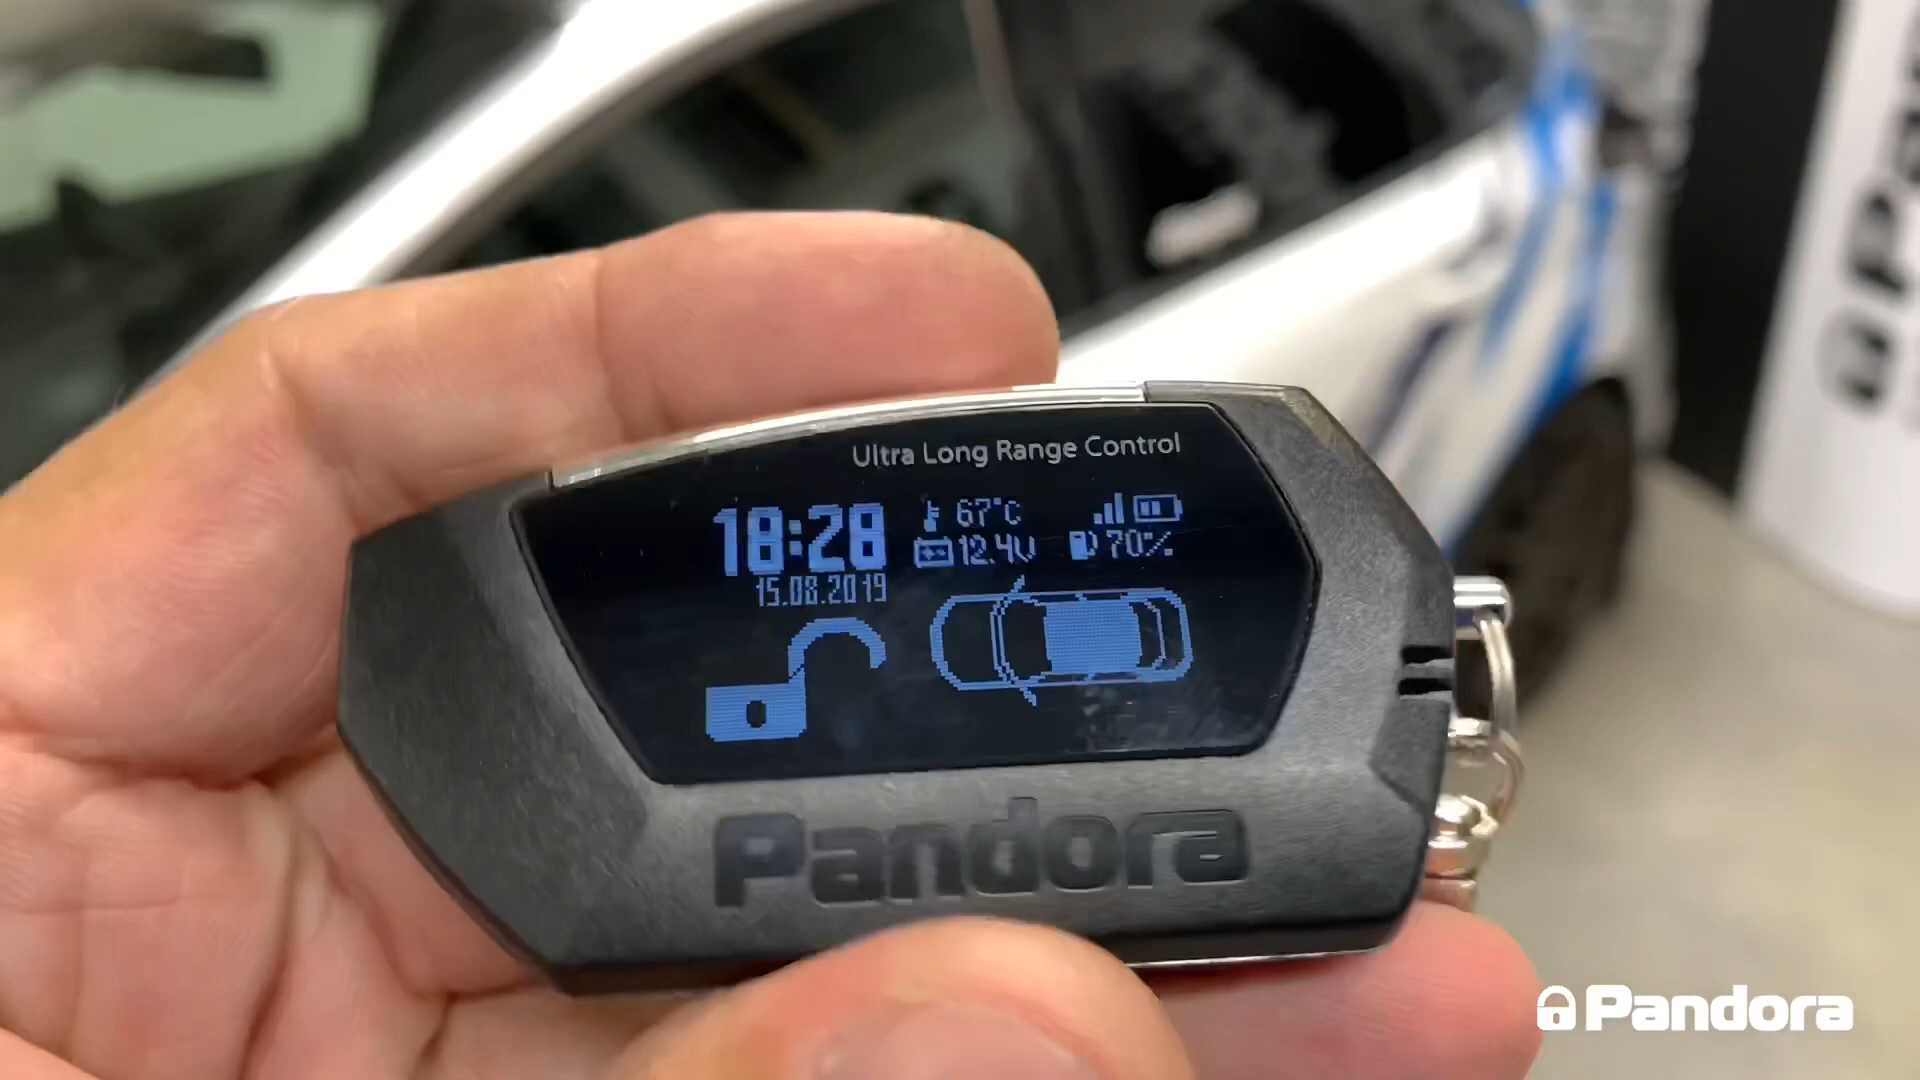 Ultra Long Range Control
18:28
67°C
12.4V
70%
15.08.2019
Pandora
Pandora